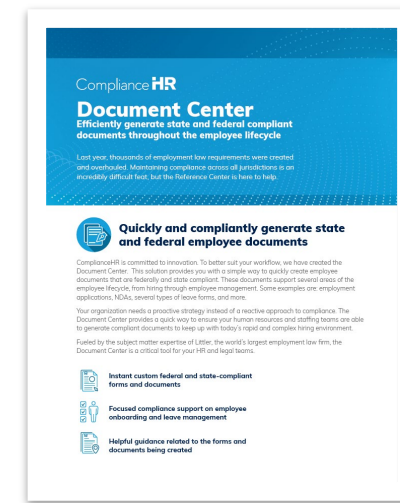 Compliance HR
Document Center
Efficiently generate state and federal compliant
documents throughout the employee lifecycle
Last year, thousands of employment law requirements were created
and overhauled. Maintaining compliance across all jurisdictions is an
incredibly difficult feat, but the Reference Center is here to help.
Quickly and compliantly generate state
and federal employee documents
ComplianceHR is committed to innovation. To better suit your workflow, we have created the
Document Center. This solution provides you with a simple way to quickly create employee
documents that are federally and state compliant. These documents support several areas of the
employee lifecycle, from hiring through employee management. Some examples are; employment
applications, NDAs, several types of leave forms, and more.
Your organization needs a proactive strategy instead of a reactive approach to compliance. The
Document Center provides a quick way to ensure your human resources and staffing teams are able
to generate compliant documents to keep up with today's rapid and complex hiring environment.
Fueled by the subject matter expertise of Littler, the world's largest employment law firm, the
Document Center is a critical tool for your HR and legal teams.
Instant custom federal and state-compliant
forms and documents
Focused compliance support on employee
onboarding and leave management
Helpful guidance related to the forms and
documents being created